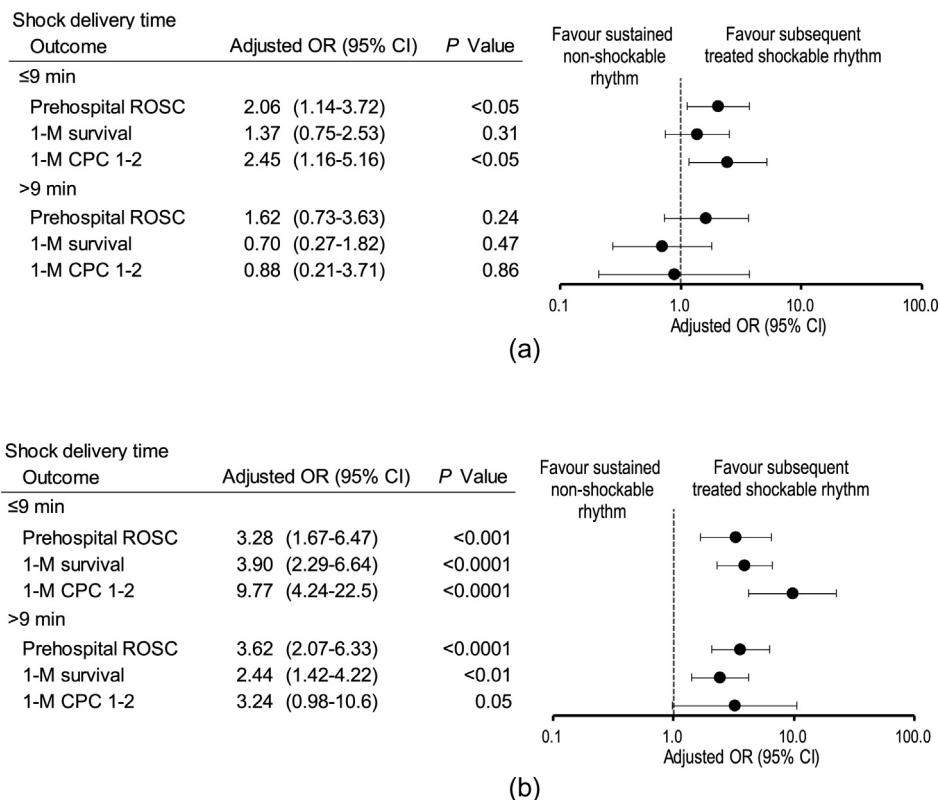 Shock delivery time
Outcome Adjusted OR (95% CI) P Value
Favour sustained non-shockable rhythm
Favour subsequent treated shockable rhythm
≤9 min
Prehospital ROSC 2.06 (1.14-3.72) <0.05
1-M survival 1.37 (0.75-2.53) 0.31
1-M CPC 1-2 2.45 (1.16-5.16) <0.05
>9 min
Prehospital ROSC 1.62 (0.73-3.63) 0.24
1-M survival 0.70 (0.27-1.82) 0.47
1-M CPC 1-2 0.88 (0.21-3.71) 0.86
0.1 1.0 10.0 100.0
Adjusted OR (95% CI)
(a)
Shock delivery time
Outcome Adjusted OR (95% CI) P Value
Favour sustained non-shockable rhythm
Favour subsequent treated shockable rhythm
≤9 min
Prehospital ROSC 3.28 (1.67-6.47) <0.001
1-M survival 3.90 (2.29-6.64) <0.0001
1-M CPC 1-2 9.77 (4.24-22.5) <0.0001
>9 min
Prehospital ROSC 3.62 (2.07-6.33) <0.0001
1-M survival 2.44 (1.42-4.22) <0.01
1-M CPC 1-2 3.24 (0.98-10.6) 0.05
0.1 1.0 10.0 100.0
Adjusted OR (95% CI)
(b)